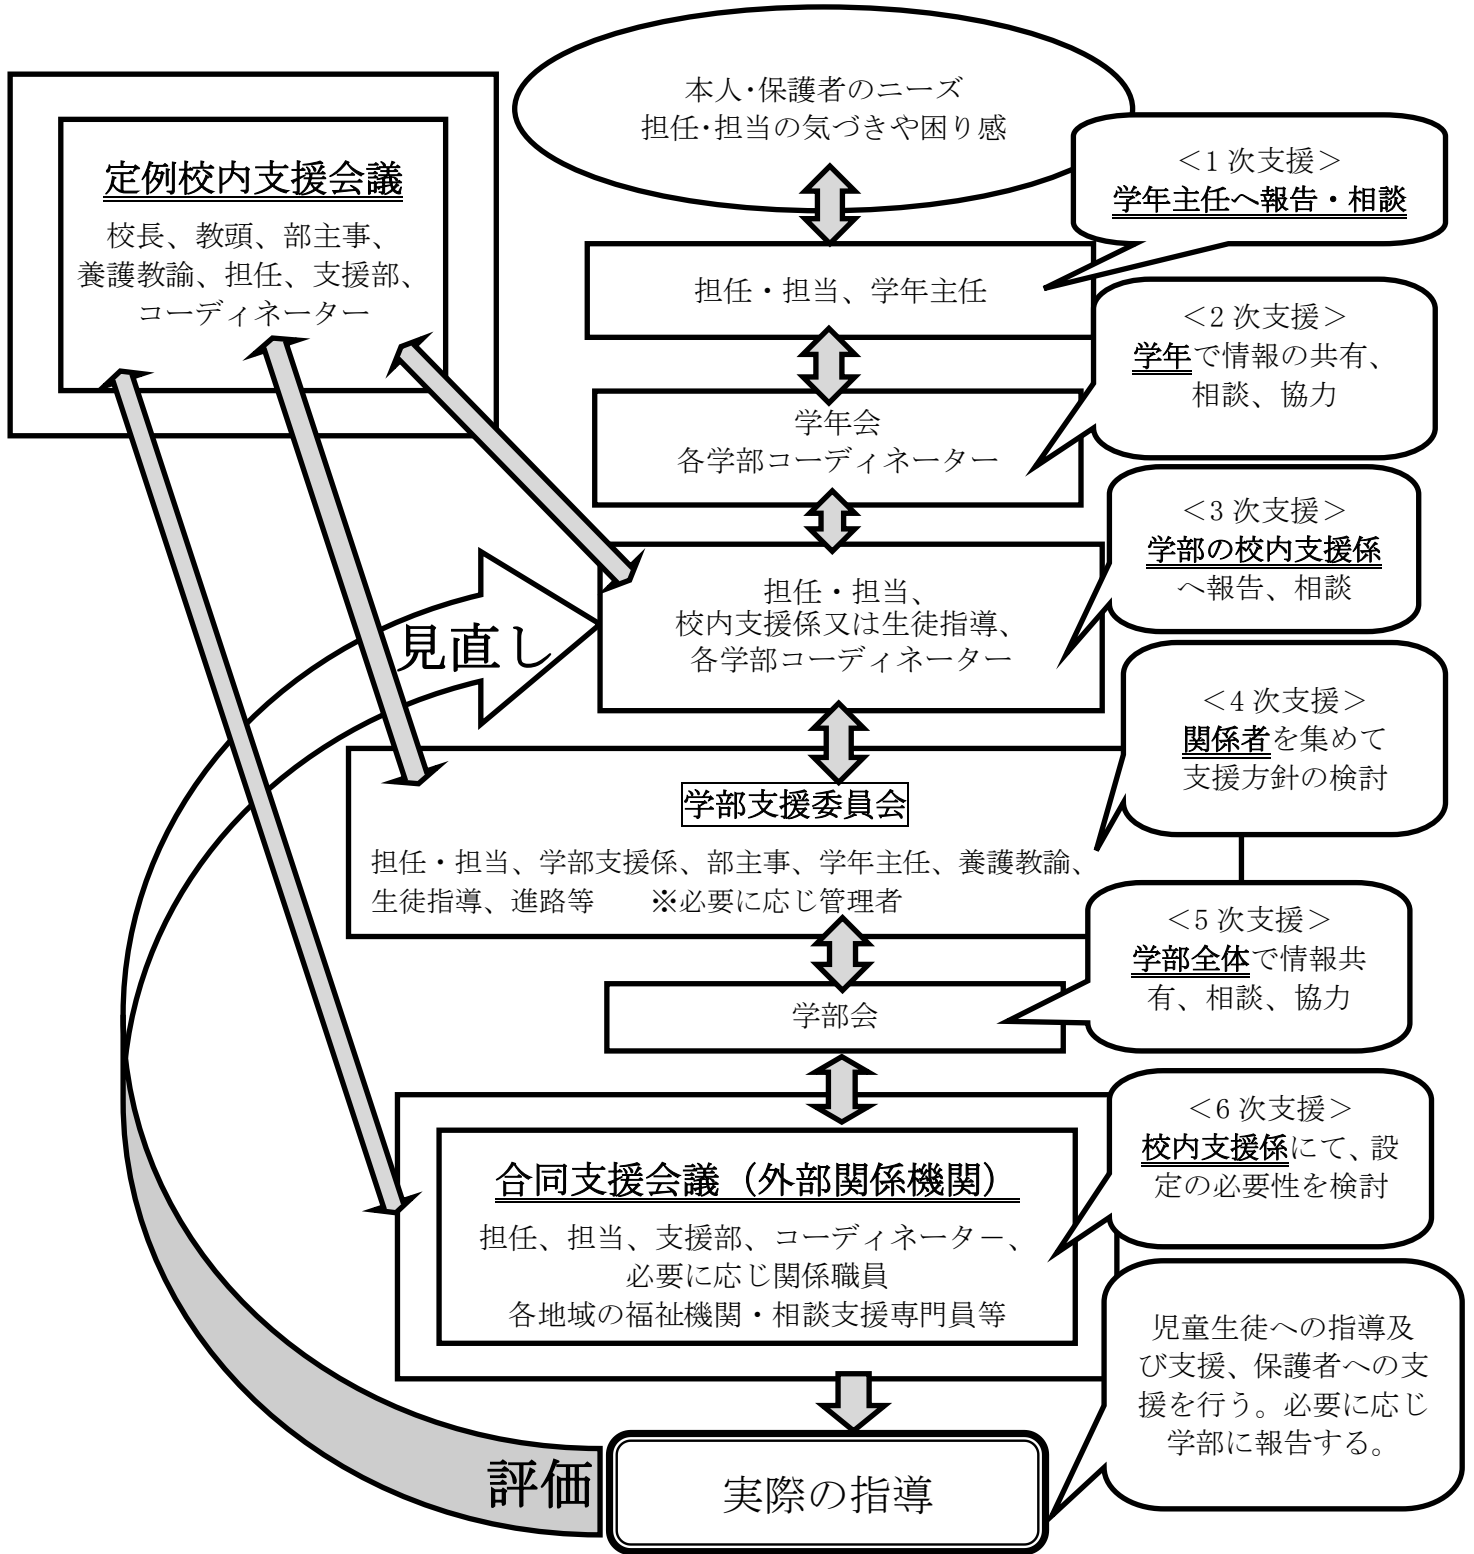 本人・保護者のニーズ
担任・担当の気づきや困り感
定例校内支援会議
校長、教頭、部主事、
養護教諭、担任、支援部、
コーディネーター
＜1 次支援＞
学年主任へ報告・相談
担任・担当、学年主任
＜2 次支援＞
学年で情報の共有、
相談、協力
学年会
各学部コーディネーター
＜3 次支援＞
学部の校内支援係
へ報告、相談
担任・担当、
校内支援係又は生徒指導、
各学部コーディネーター
見直し
＜4 次支援＞
関係者を集めて
支援方針の検討
学部支援委員会
担任・担当、学部支援係、部主事、学年主任、養護教諭、
生徒指導、進路等　　※必要に応じ管理者
＜5 次支援＞
学部全体で情報共
有、相談、協力
学部会
＜6 次支援＞
校内支援係にて、設
定の必要性を検討
合同支援会議（外部関係機関）
担任、担当、支援部、コーディネータ－、
必要に応じ関係職員
各地域の福祉機関・相談支援専門員等
児童生徒への指導及
び支援、保護者への支
援を行う。必要に応じ
学部に報告する。
評価
実際の指導